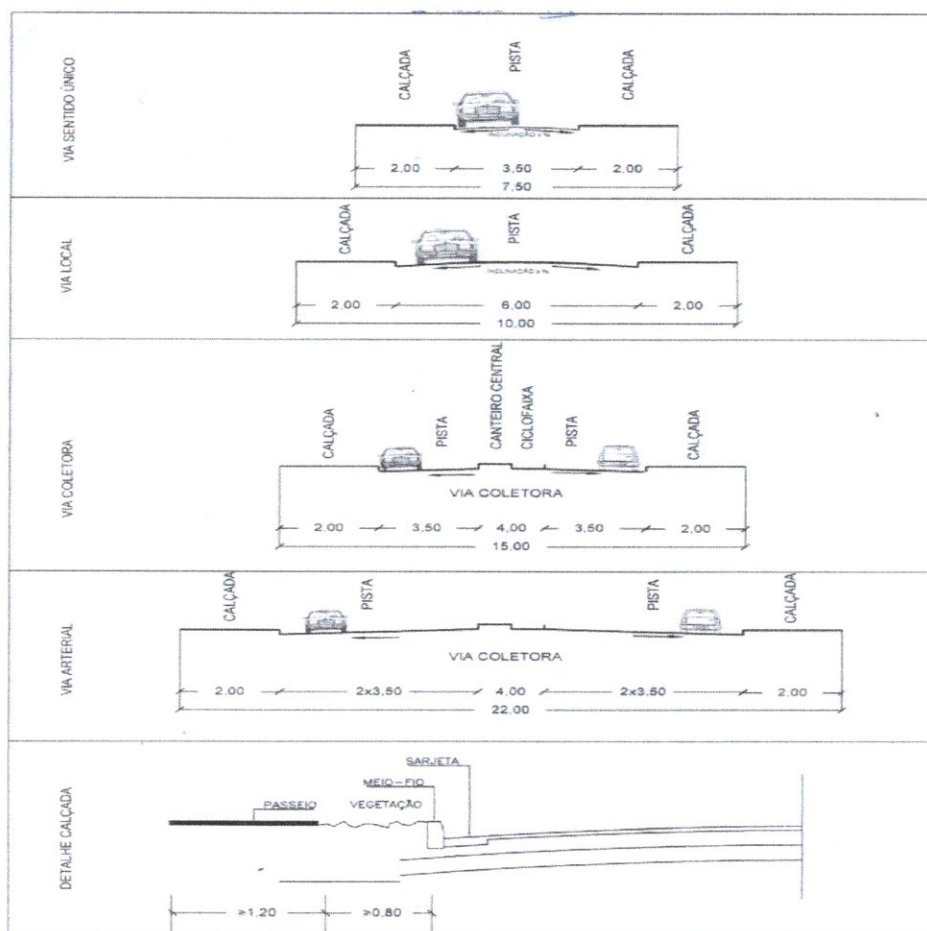 VIA SENTIDO ÚNICO
CALÇADA
PISTA
CALÇADA
INCLINAÇÃO x %
2,00
3,50
2,00
7,50
VIA LOCAL
CALÇADA
PISTA
CALÇADA
INCLINAÇÃO x %
2,00
6,00
2,00
10,00
VIA COLETORA
CALÇADA
PISTA
CANTEIRO CENTRAL
CICLOFAIXA
PISTA
CALÇADA
VIA COLETORA
2,00
3,50
4,00
3,50
2,00
15,00
VIA ARTERIAL
CALÇADA
PISTA
PISTA
CALÇADA
VIA COLETORA
2,00
2x3,50
4,00
2x3,50
2,00
22,00
DETALHE CALÇADA
SARJETA
MEIO-FIO
PASSEIO
VEGETAÇÃO
≥1,20
≥0,80